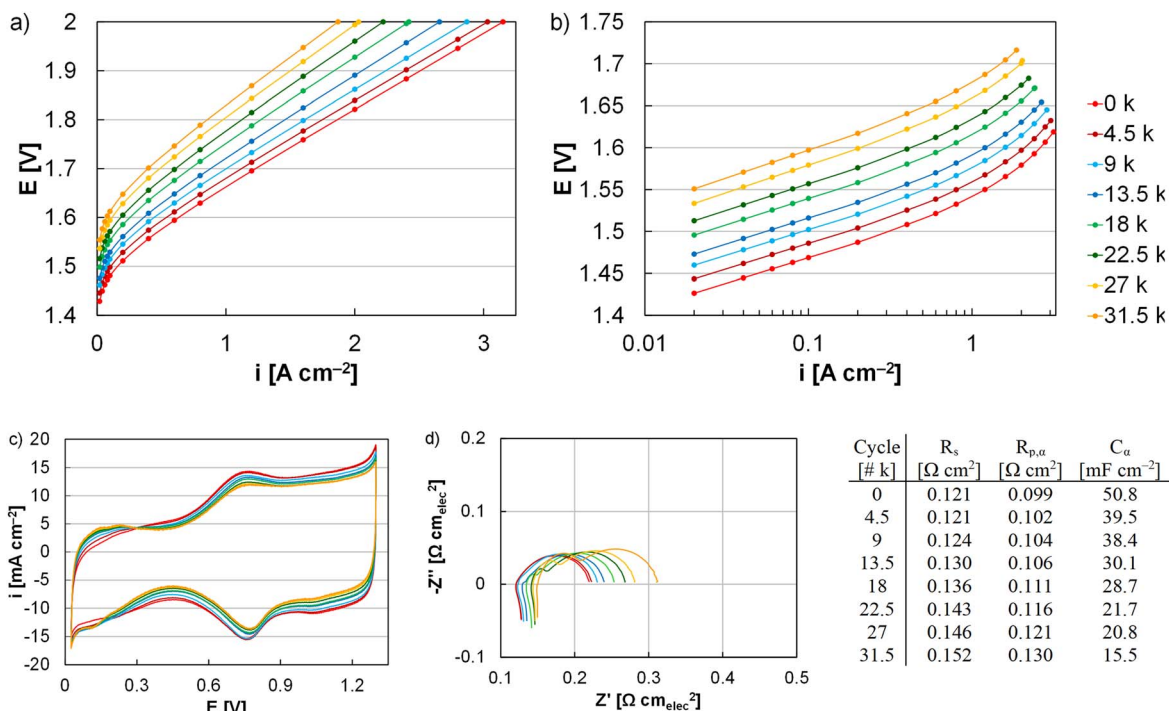 a)
2
1.9
1.8
1.7
1.6
1.5
1.4
E [V]
0
1
2
3
i [A cm⁻²]
b)
1.75
1.7
1.65
1.6
1.55
1.5
1.45
1.4
E [V]
0.01
0.1
1
i [A cm⁻²]
0 k
4.5 k
9 k
13.5 k
18 k
22.5 k
27 k
31.5 k
c)
20
15
10
5
0
-5
-10
-15
-20
i [mA cm⁻²]
0
0.3
0.6
0.9
1.2
E [V]
d)
0.2
0.1
0
-0.1
-Z'' [Ω cm_elec²]
0
0.1
0.2
0.3
0.4
0.5
Z' [Ω cm_elec²]
Cycle R_s R_p,α C_α
[# k] [Ω cm²] [Ω cm²] [mF cm⁻²]
0 0.121 0.099 50.8
4.5 0.121 0.102 39.5
9 0.124 0.104 38.4
13.5 0.130 0.106 30.1
18 0.136 0.111 28.7
22.5 0.143 0.116 21.7
27 0.146 0.121 20.8
31.5 0.152 0.130 15.5